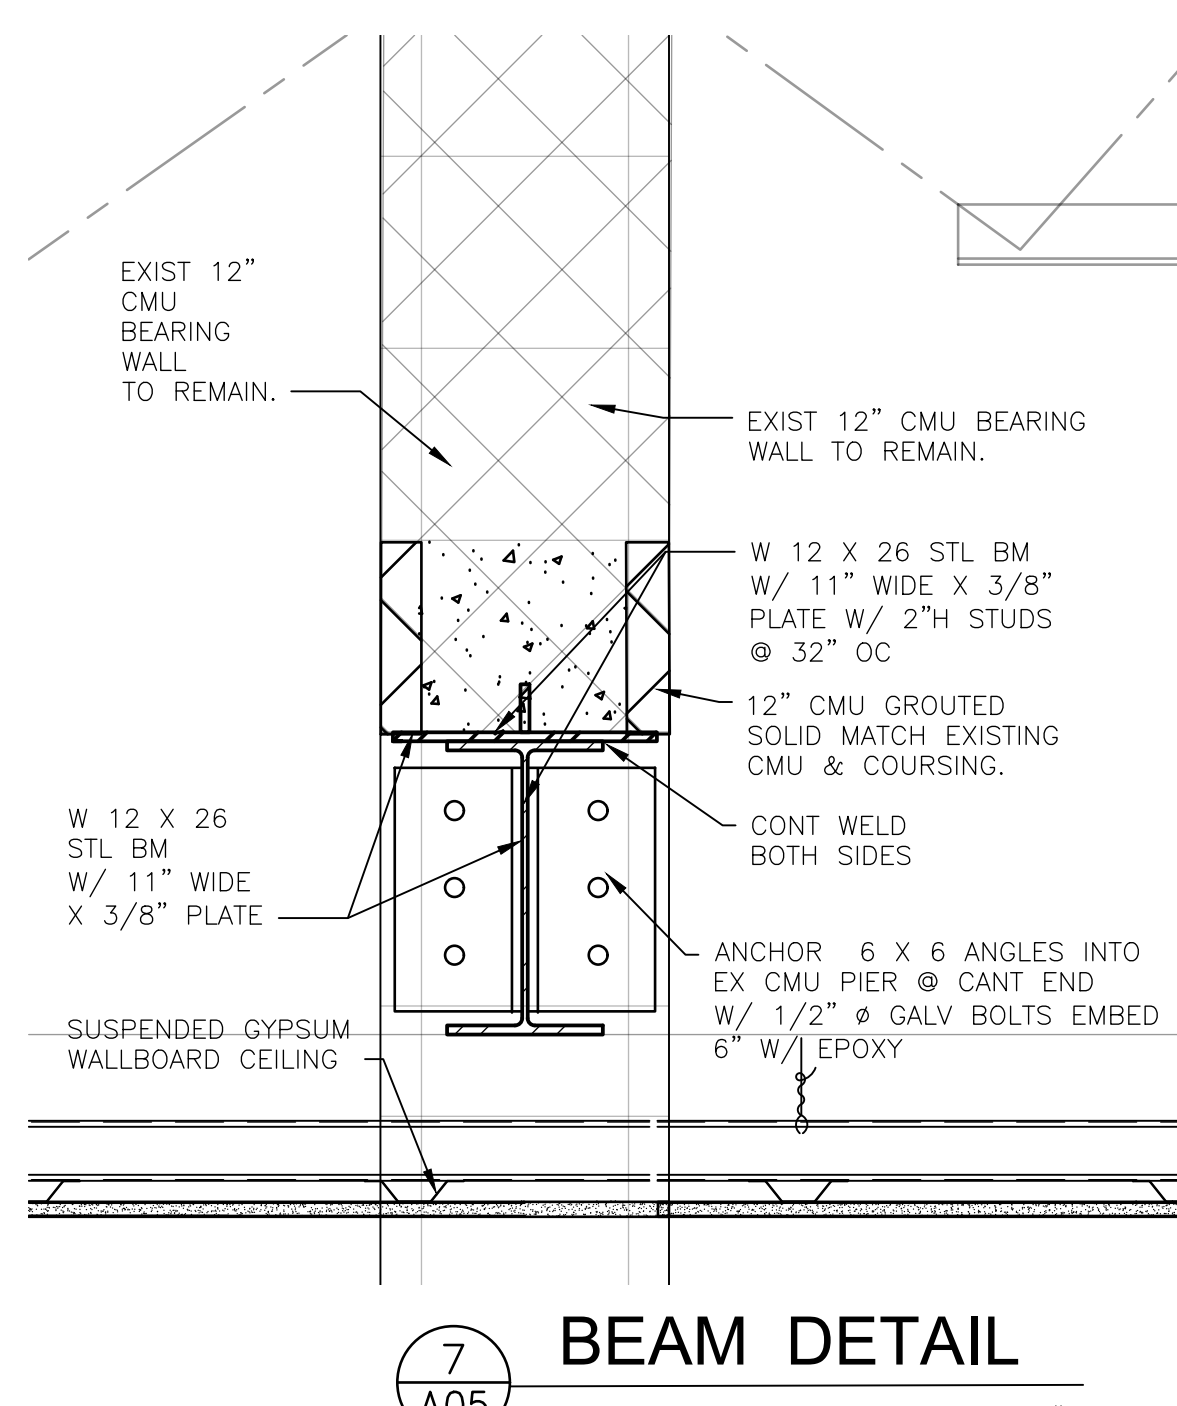 EXIST 12"
CMU
BEARING
WALL
TO REMAIN.
EXIST 12" CMU BEARING
WALL TO REMAIN.
W 12 X 26 STL BM
W/ 11" WIDE X 3/8"
PLATE W/ 2"H STUDS
@ 32" OC
12" CMU GROUTED
SOLID MATCH EXISTING
CMU & COURSING.
W 12 X 26
STL BM
W/ 11" WIDE
X 3/8" PLATE
CONT WELD
BOTH SIDES
ANCHOR 6 X 6 ANGLES INTO
EX CMU PIER @ CANT END
W/ 1/2" Ø GALV BOLTS EMBED
6" W/ EPOXY
SUSPENDED GYPSUM
WALLBOARD CEILING
BEAM DETAIL
7
A05